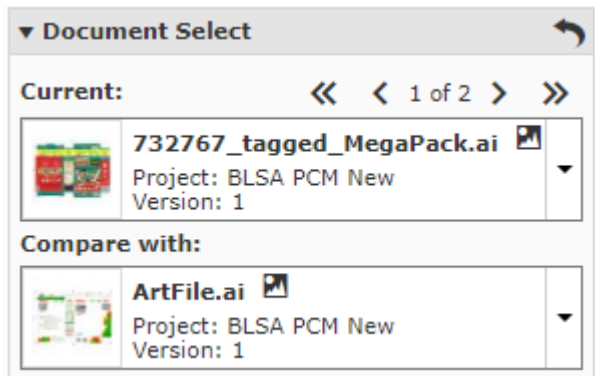 Document Select
Current: 1 of 2
732767_tagged_MegaPack.ai
Project: BLSA PCM New
Version: 1
Compare with:
ArtFile.ai
Project: BLSA PCM New
Version: 1